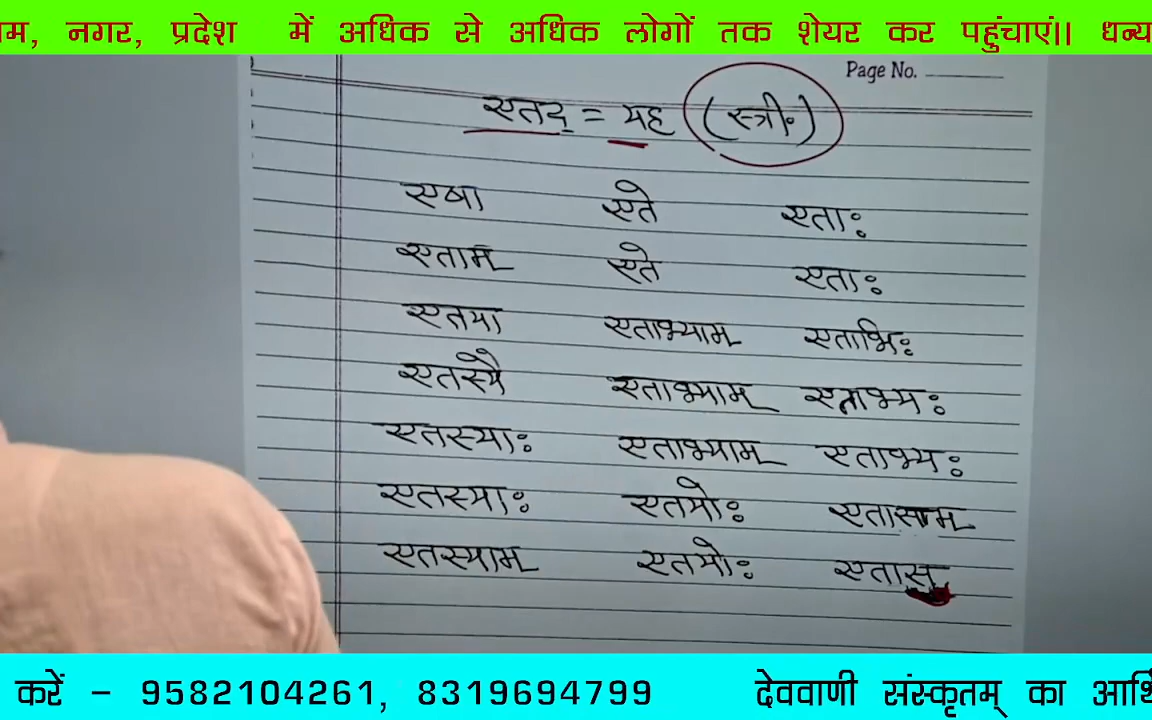 म, नगर, प्रदेश में अधिक से अधिक लोगों तक शेयर कर पहुंचाएं।। धन्य
Page No.
एतद् = यह (स्त्री॰)
एषा एते एताः
एताम् एते एताः
एतया एताभ्याम् एताभिः
एतस्यै एताभ्याम् एताभ्यः
एतस्याः एताभ्याम् एताभ्यः
एतस्याः एतयोः एतासाम्
एतस्याम् एतयोः एतासु
करें - 9582104261, 8319694799 देववाणी संस्कृतम् का आर्थि